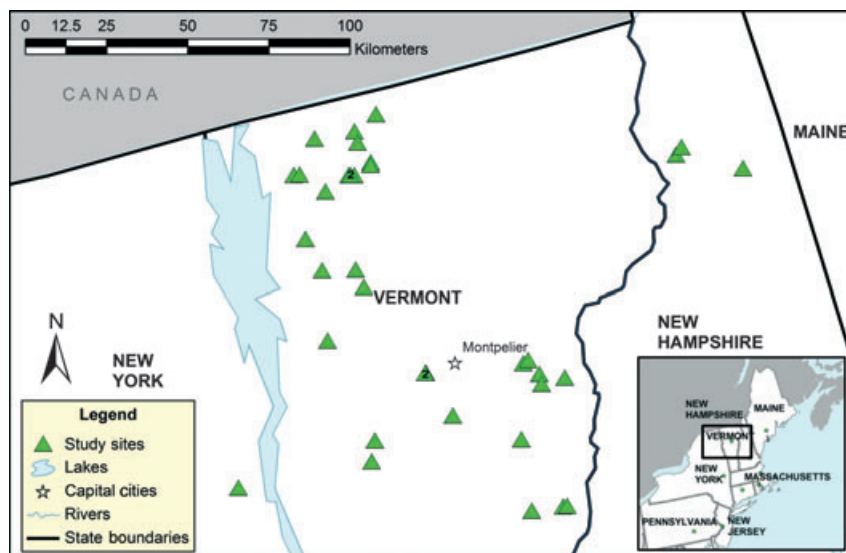 0 12.5 25 50 75 100
Kilometers
CANADA
MAINE
2
VERMONT
N
NEW
YORK
Montpelier
2
NEW
HAMPSHIRE
Legend
Study sites
Lakes
Capital cities
Rivers
State boundaries
NEW
HAMPSHIRE
MAINE
VERMONT
NEW
YORK
MASSACHUSETTS
PENNSYLVANIA
NEW
JERSEY